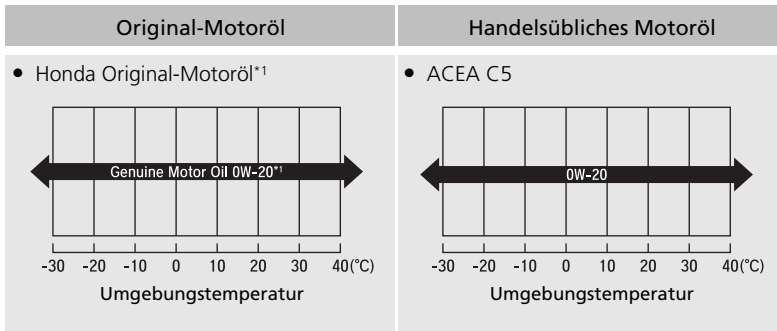 Original-Motoröl
Handelsübliches Motoröl
• Honda Original-Motoröl*1
Genuine Motor Oil 0W-20*1
-30 -20 -10 0 10 20 30 40(°C)
Umgebungstemperatur
• ACEA C5
0W-20
-30 -20 -10 0 10 20 30 40(°C)
Umgebungstemperatur